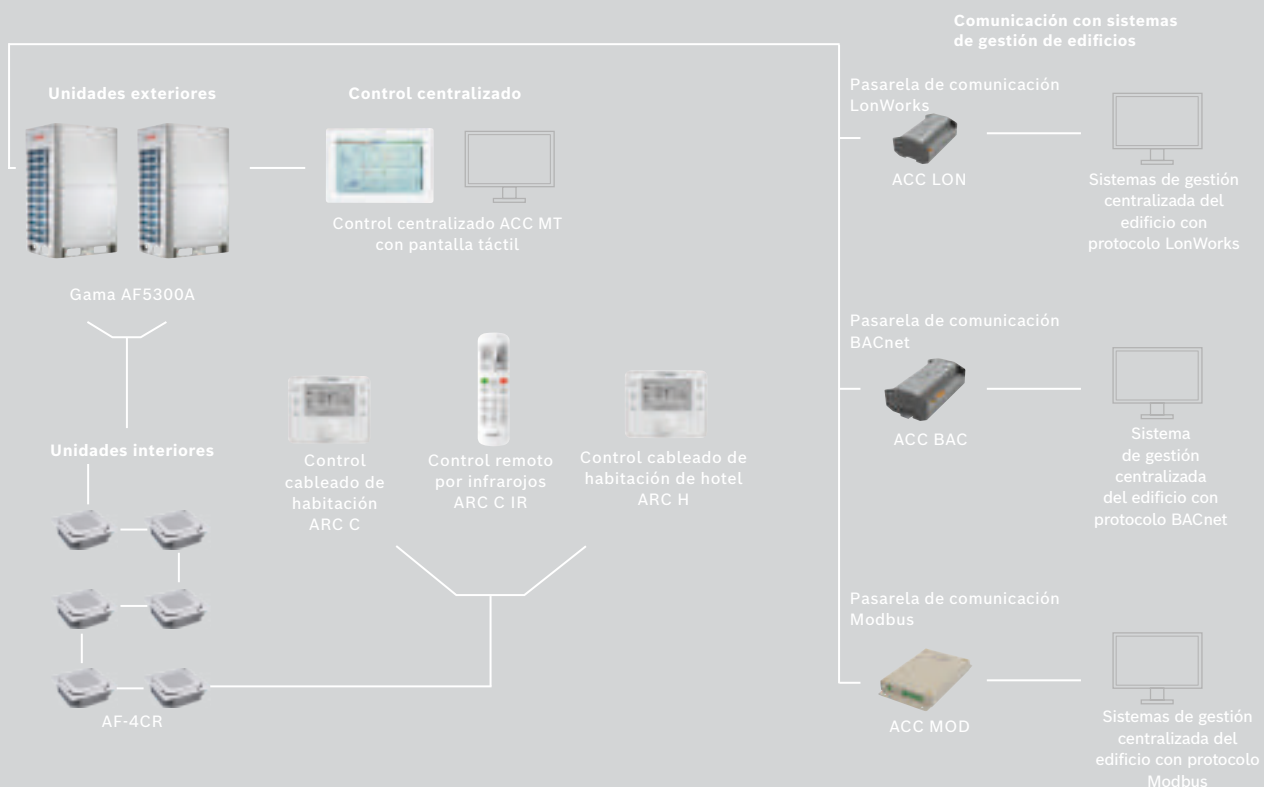 Comunicación con sistemas
de gestión de edificios
Unidades exteriores
Control centralizado
Control centralizado ACC MT
con pantalla táctil
Gama AF5300A
Unidades interiores
AF-4CR
Control
cableado de
habitación
ARC C
Control remoto
por infrarojos
ARC C IR
Control cableado de
habitación de hotel
ARC H
Pasarela de comunicación
LonWorks
ACC LON
Sistemas de gestión
centralizada del
edificio con
protocolo LonWorks
Pasarela de comunicación
BACnet
ACC BAC
Sistema
de gestión
centralizada
del edificio con
protocolo BACnet
Pasarela de comunicación
Modbus
ACC MOD
Sistemas de gestión
centralizada del
edificio con protocolo
Modbus